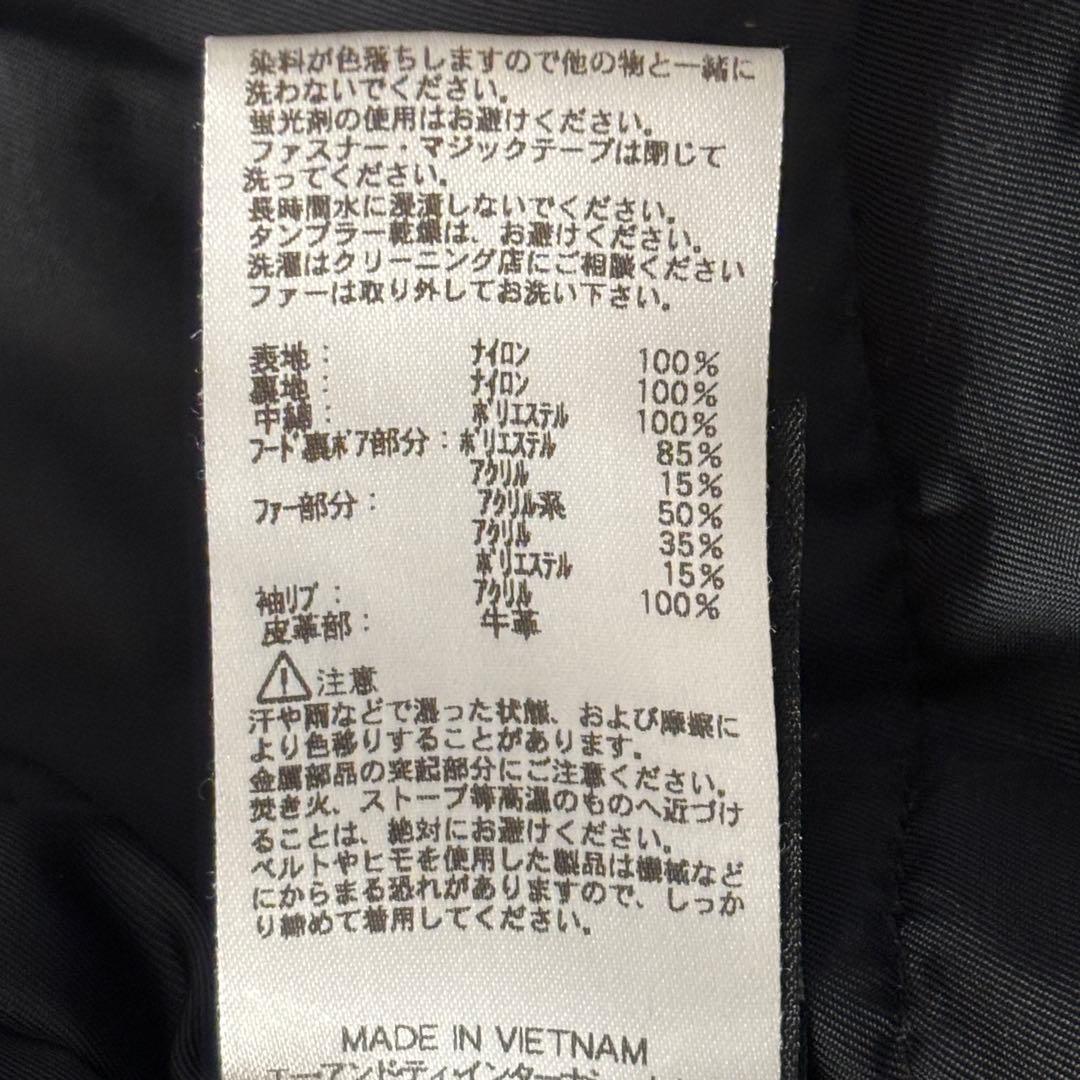 染料が色落ちしますので他の物と一緒に
洗わないでください。
蛍光剤の使用はお避けください。
ファスナー・マジックテープは閉じて
洗ってください。
長時間水に浸漬しないでください。
タンブラー乾燥は、お避けください。
洗濯はクリーニング店にご相談ください
ファーは取り外してお洗い下さい。
表地： ナイロン 100%
裏地： ナイロン 100%
中綿： ポリエステル 100%
フード裏ボア部分：ポリエステル 85%
アクリル 15%
ファー部分： アクリル系 50%
アクリル 35%
ポリエステル 15%
袖リブ： アクリル 100%
皮革部： 牛革
注意
汗や雨などで湿った状態、および摩擦に
より色移りすることがあります。
金属部品の突起部分にご注意ください。
焚き火、ストーブ等高温のものへ近づけ
ることは、絶対にお避けください。
ベルトやヒモを使用した製品は機械など
にからまる恐れがありますので、しっか
り締めて着用してください。
MADE IN VIETNAM
エーアンドティインターナショ